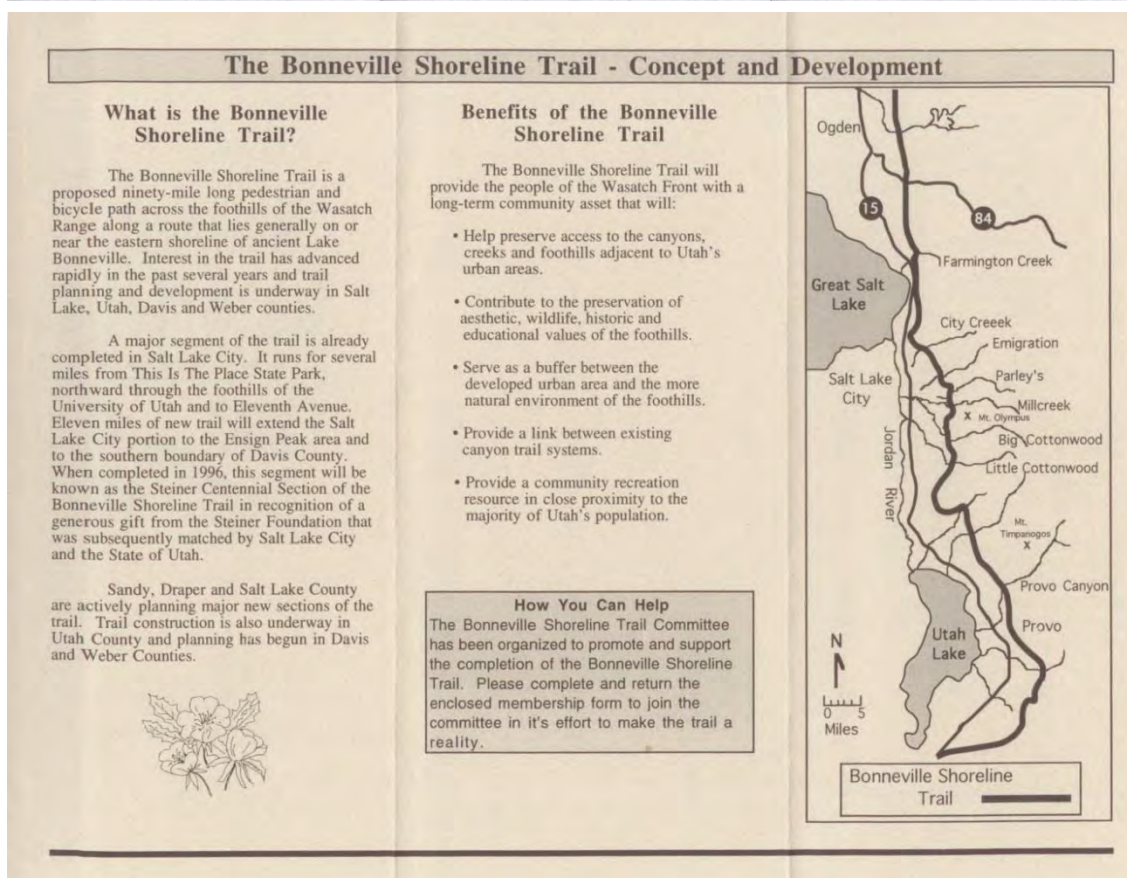 The Bonneville Shoreline Trail - Concept and Development
What is the Bonneville
Shoreline Trail?
The Bonneville Shoreline Trail is a
proposed ninety-mile long pedestrian and
bicycle path across the foothills of the Wasatch
Range along a route that lies generally on or
near the eastern shoreline of ancient Lake
Bonneville. Interest in the trail has advanced
rapidly in the past several years and trail
planning and development is underway in Salt
Lake, Utah, Davis and Weber counties.
A major segment of the trail is already
completed in Salt Lake City. It runs for several
miles from This Is The Place State Park,
northward through the foothills of the
University of Utah and to Eleventh Avenue.
Eleven miles of new trail will extend the Salt
Lake City portion to the Ensign Peak area and
to the southern boundary of Davis County.
When completed in 1996, this segment will be
known as the Steiner Centennial Section of the
Bonneville Shoreline Trail in recognition of a
generous gift from the Steiner Foundation that
was subsequently matched by Salt Lake City
and the State of Utah.
Sandy, Draper and Salt Lake County
are actively planning major new sections of the
trail. Trail construction is also underway in
Utah County and planning has begun in Davis
and Weber Counties.
Benefits of the Bonneville
Shoreline Trail
The Bonneville Shoreline Trail will
provide the people of the Wasatch Front with a
long-term community asset that will:
• Help preserve access to the canyons,
creeks and foothills adjacent to Utah's
urban areas.
• Contribute to the preservation of
aesthetic, wildlife, historic and
educational values of the foothills.
• Serve as a buffer between the
developed urban area and the more
natural environment of the foothills.
• Provide a link between existing
canyon trail systems.
• Provide a community recreation
resource in close proximity to the
majority of Utah's population.
How You Can Help
The Bonneville Shoreline Trail Committee
has been organized to promote and support
the completion of the Bonneville Shoreline
Trail. Please complete and return the
enclosed membership form to join the
committee in it's effort to make the trail a
reality.
Ogden
15
84
Farmington Creek
Great Salt
Lake
City Creeek
Emigration
Salt Lake
City
Parley's
Millcreek
x Mt. Olympus
Big Cottonwood
Little Cottonwood
Jordan River
Mt.
Timpanogos
x
Provo Canyon
Provo
Utah
Lake
N
0 5
Miles
Bonneville Shoreline
Trail